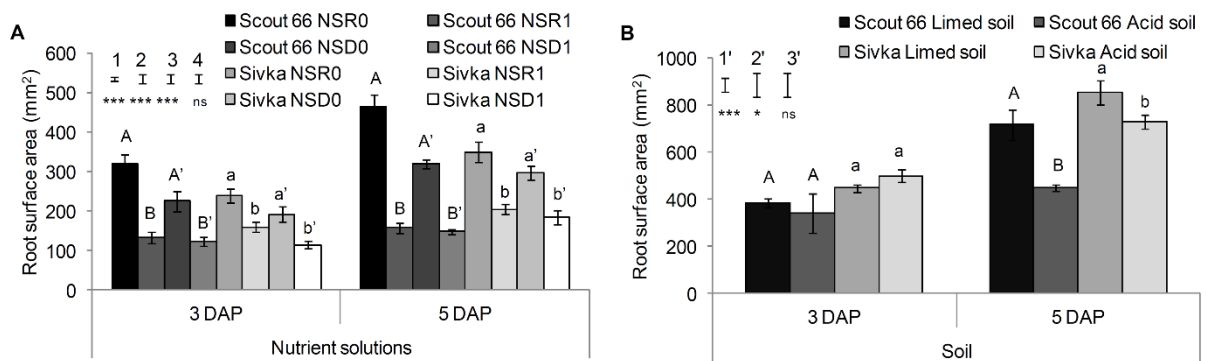 A
Scout 66 NSR0 Scout 66 NSR1
Scout 66 NSD0 Scout 66 NSD1
Sivka NSR0 Sivka NSR1
Sivka NSD0 Sivka NSD1
Root surface area (mm²)
600
500
400
300
200
100
0
1 2 3 4
*** *** *** ns
A B A' B' a b a' b'
A B A' B' a b a' b'
3 DAP 5 DAP
Nutrient solutions
B
Scout 66 Limed soil Scout 66 Acid soil
Sivka Limed soil Sivka Acid soil
Root surface area (mm²)
1000
800
600
400
200
0
1' 2' 3'
*** * ns
A A a a
A B a b
3 DAP 5 DAP
Soil